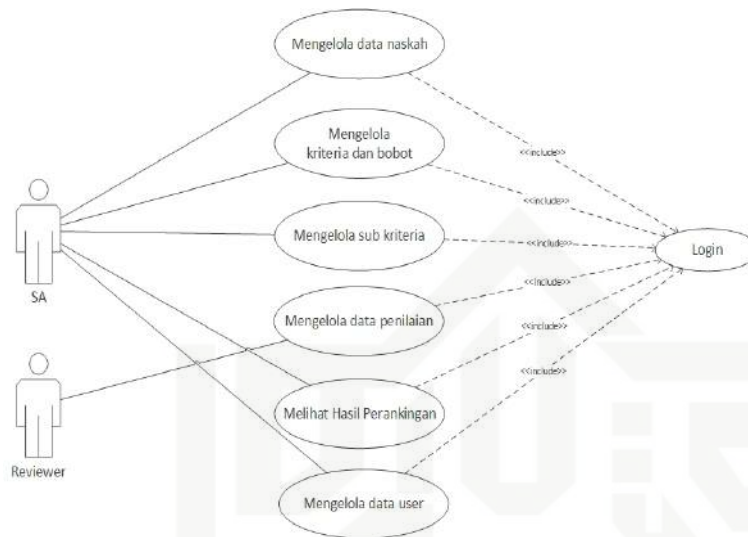 Mengelola data naskah
Mengelola
kriteria dan bobot
<<include>>
<<include>>
Mengelola sub kriteria
<<include>>
Login
SA
<<include>>
Mengelola data penilaian
<<include>>
Melihat Hasil Perankingan
<<include>>
Reviewer
Mengelola data user